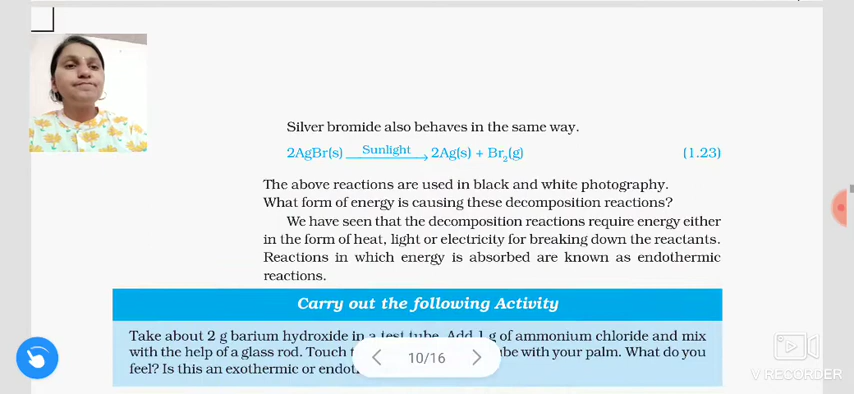 Silver bromide also behaves in the same way.
2AgBr(s) Sunlight → 2Ag(s) + Br₂(g) (1.23)
The above reactions are used in black and white photography.
What form of energy is causing these decomposition reactions?
We have seen that the decomposition reactions require energy either
in the form of heat, light or electricity for breaking down the reactants.
Reactions in which energy is absorbed are known as endothermic
reactions.
Carry out the following Activity
Take about 2 g barium hydroxide in a test tube. Add 1 g of ammonium chloride and mix
with the help of a glass rod. Touch with your palm. What do you
feel? Is this an exothermic or
10/16
V RECORDER